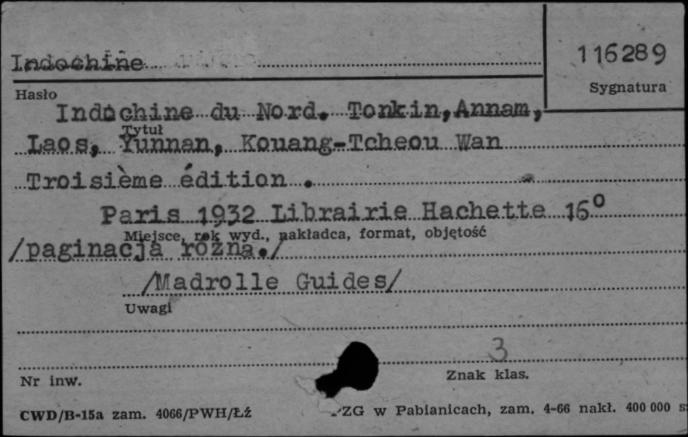 Indochine
116289
Sygnatura
Hasło
Indochine du Nord. Tonkin, Annam,
Tytuł
Laos, Yunnan, Kouang-Tcheou Wan
Troisième édition .
Paris 1932 Librairie Hachette 16°
Miejsce, rok wyd., nakładca, format, objętość
/paginacja różna./
/Madrolle Guides/
Uwagi
3
Nr inw.
Znak klas.
CWD/B-15a zam. 4066/PWH/Łź
PZG w Pabianicach, zam. 4-66 nakł. 400 000